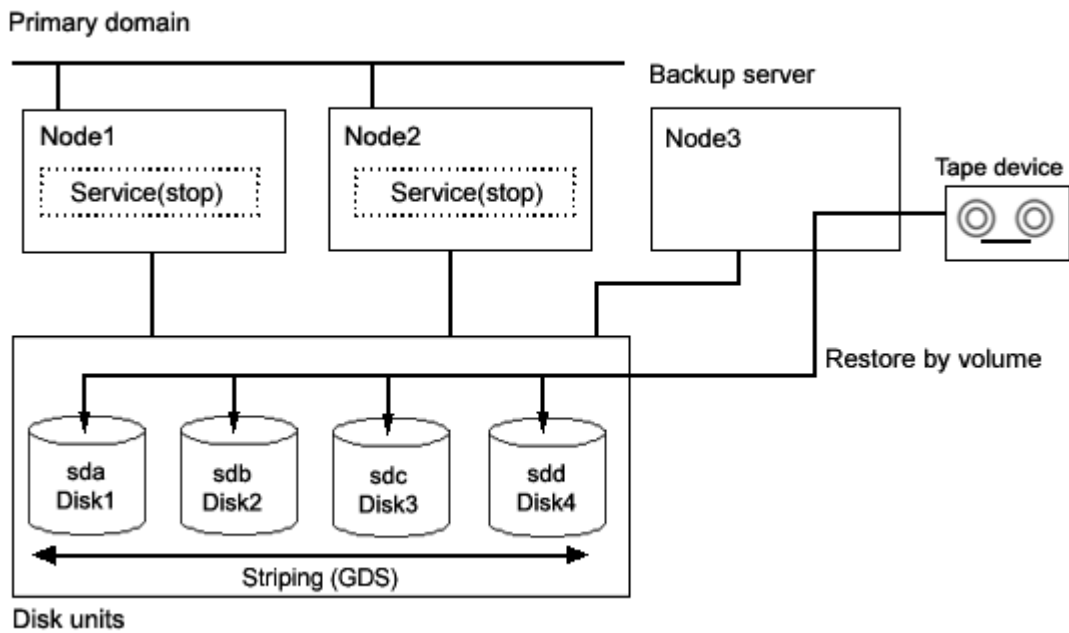 Primary domain
Backup server
Node1
Node2
Node3
Service(stop)
Service(stop)
Tape device
Restore by volume
sda
Disk1
sdb
Disk2
sdc
Disk3
sdd
Disk4
Striping (GDS)
Disk units